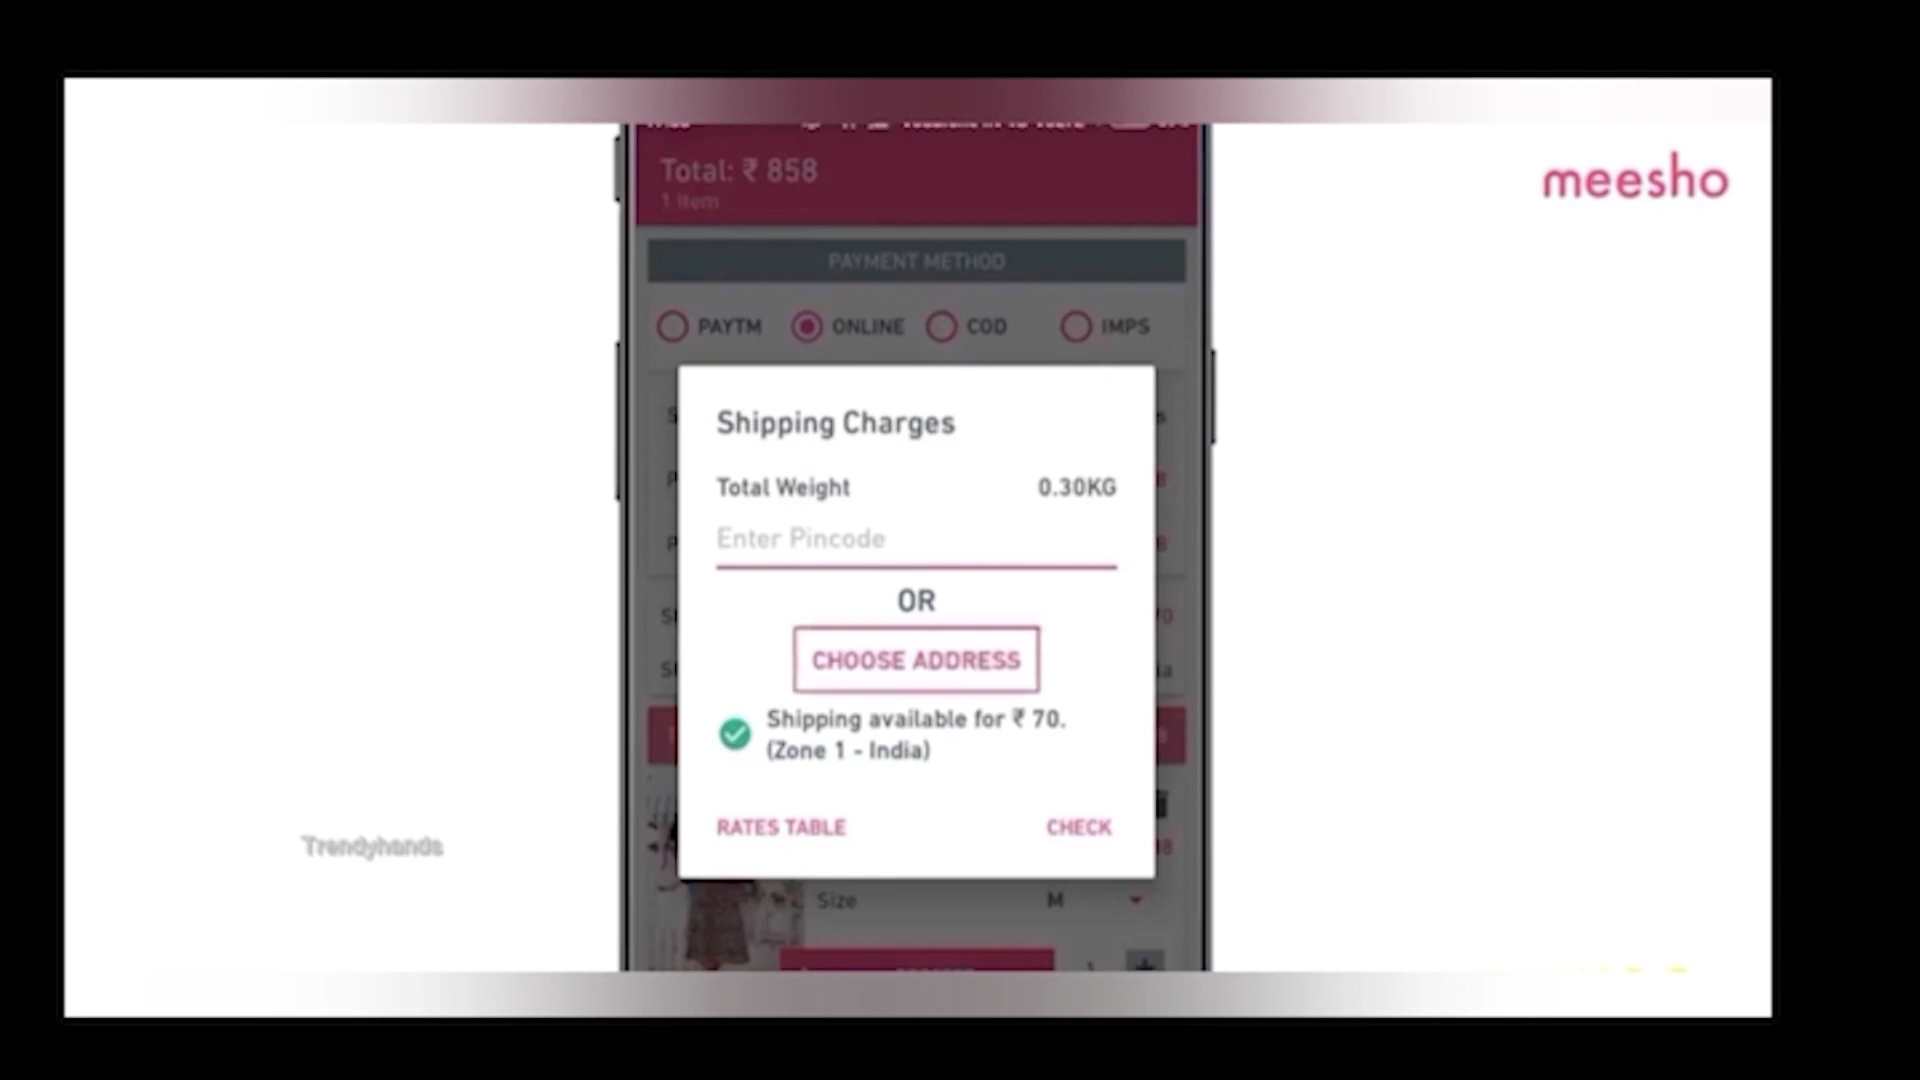 meesho
Total: ₹ 858
1 Item
PAYMENT METHOD
PAYTM ONLINE COD IMPS
Shipping Charges
Total Weight 0.30KG
Enter Pincode
OR
CHOOSE ADDRESS
Shipping available for ₹ 70.
(Zone 1 - India)
RATES TABLE CHECK
Size M
Trendyhands